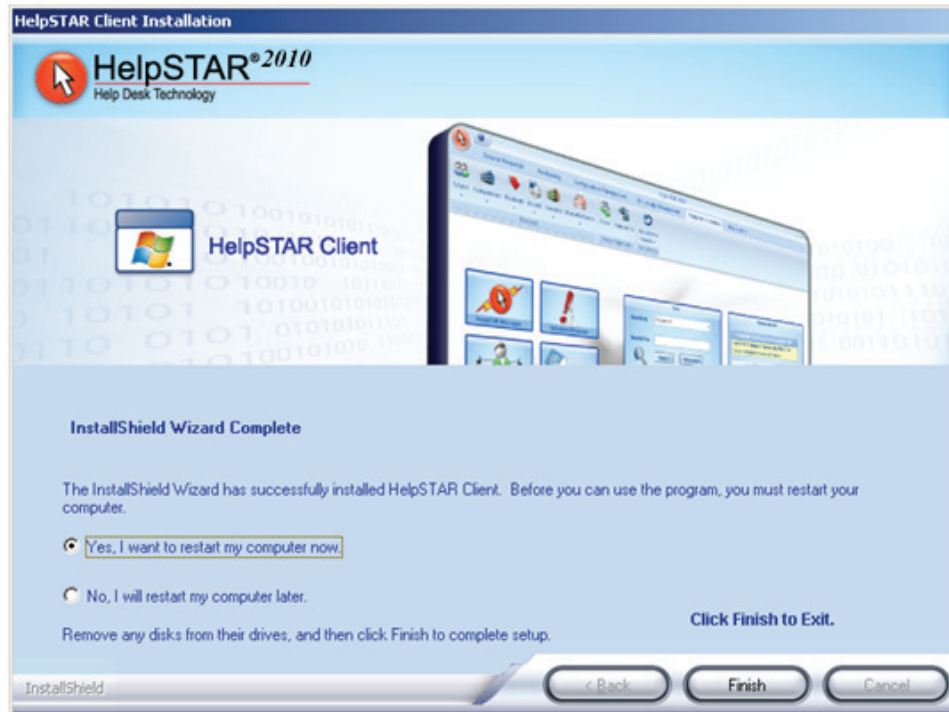 HelpSTAR Client Installation
HelpSTAR®2010
Help Desk Technology
HelpSTAR Client
InstallShield Wizard Complete
The InstallShield Wizard has successfully installed HelpSTAR Client. Before you can use the program, you must restart your
computer.
Yes, I want to restart my computer now.
No, I will restart my computer later.
Click Finish to Exit.
Remove any disks from their drives, and then click Finish to complete setup.
InstallShield
< Back
Finish
Cancel